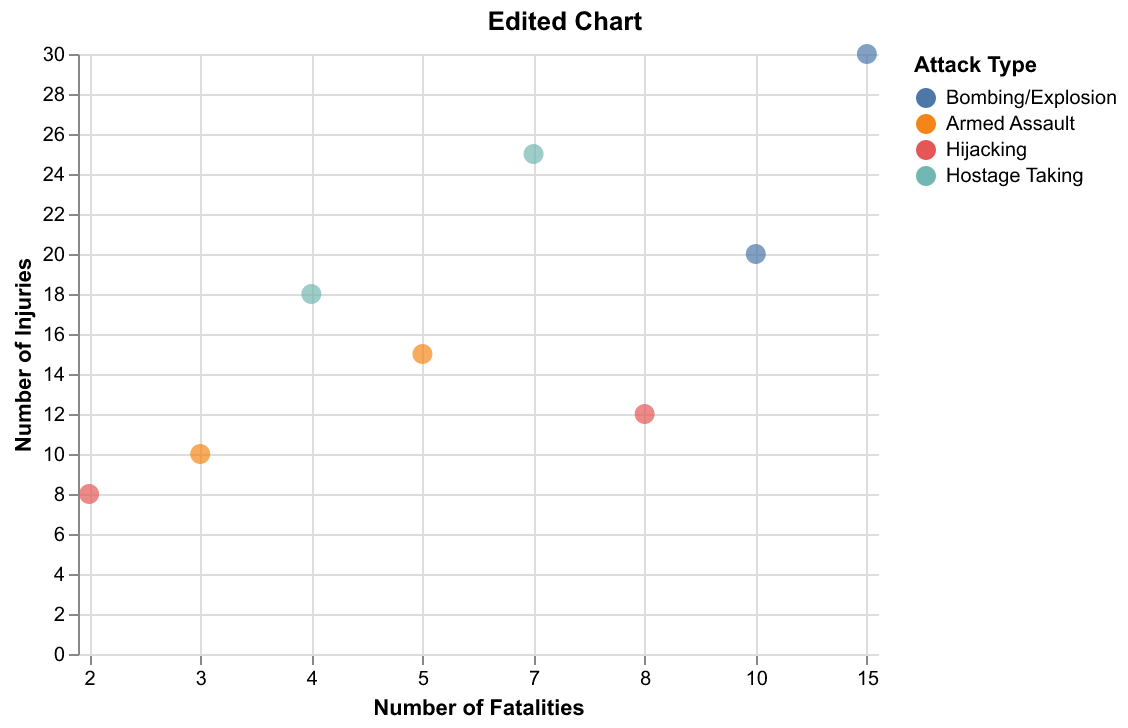 Edited Chart
Number of Injuries
30
28
26
24
22
20
18
16
14
12
10
8
6
4
2
0
2 3 4 5 7 8 10 15
Number of Fatalities
Attack Type
Bombing/Explosion
Armed Assault
Hijacking
Hostage Taking